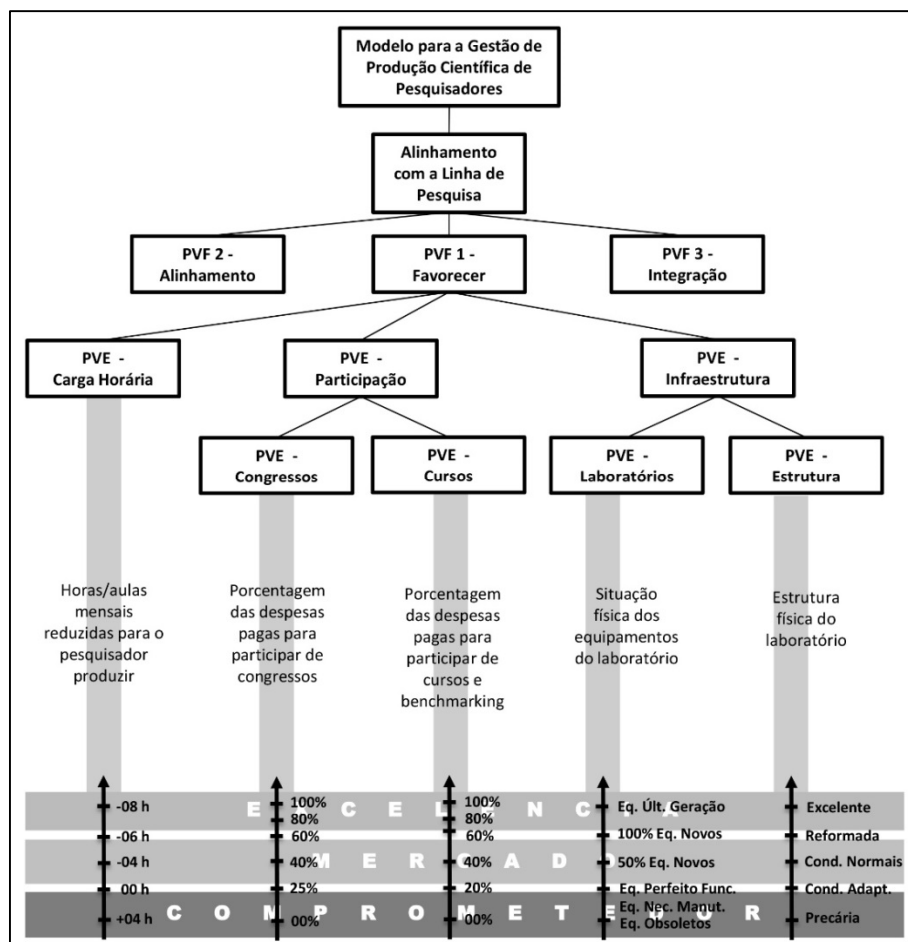 Modelo para a Gestão de
Produção Científica de
Pesquisadores
Alinhamento
com a Linha de
Pesquisa
PVF 2 -
Alinhamento
PVF 1 -
Favorecer
PVF 3 -
Integração
PVE -
Carga Horária
PVE -
Participação
PVE -
Infraestrutura
PVE -
Congressos
PVE -
Cursos
PVE -
Laboratórios
PVE -
Estrutura
Horas/aulas
mensais
reduzidas para o
pesquisador
produzir
Porcentagem
das despesas
pagas para
participar de
congressos
Porcentagem
das despesas
pagas para
participar de
cursos e
benchmarking
Situação
física dos
equipamentos
do laboratório
Estrutura
física do
laboratório
EXCELÊNCIA
MERCADO
COMPROMETEDOR
-08 h
-06 h
-04 h
00 h
+04 h
100%
80%
60%
40%
25%
00%
100%
80%
60%
40%
20%
00%
Eq. Últ. Geração
100% Eq. Novos
50% Eq. Novos
Eq. Perfeito Func.
Eq. Nec. Manut.
Eq. Obsoletos
Excelente
Reformada
Cond. Normais
Cond. Adapt.
Precária